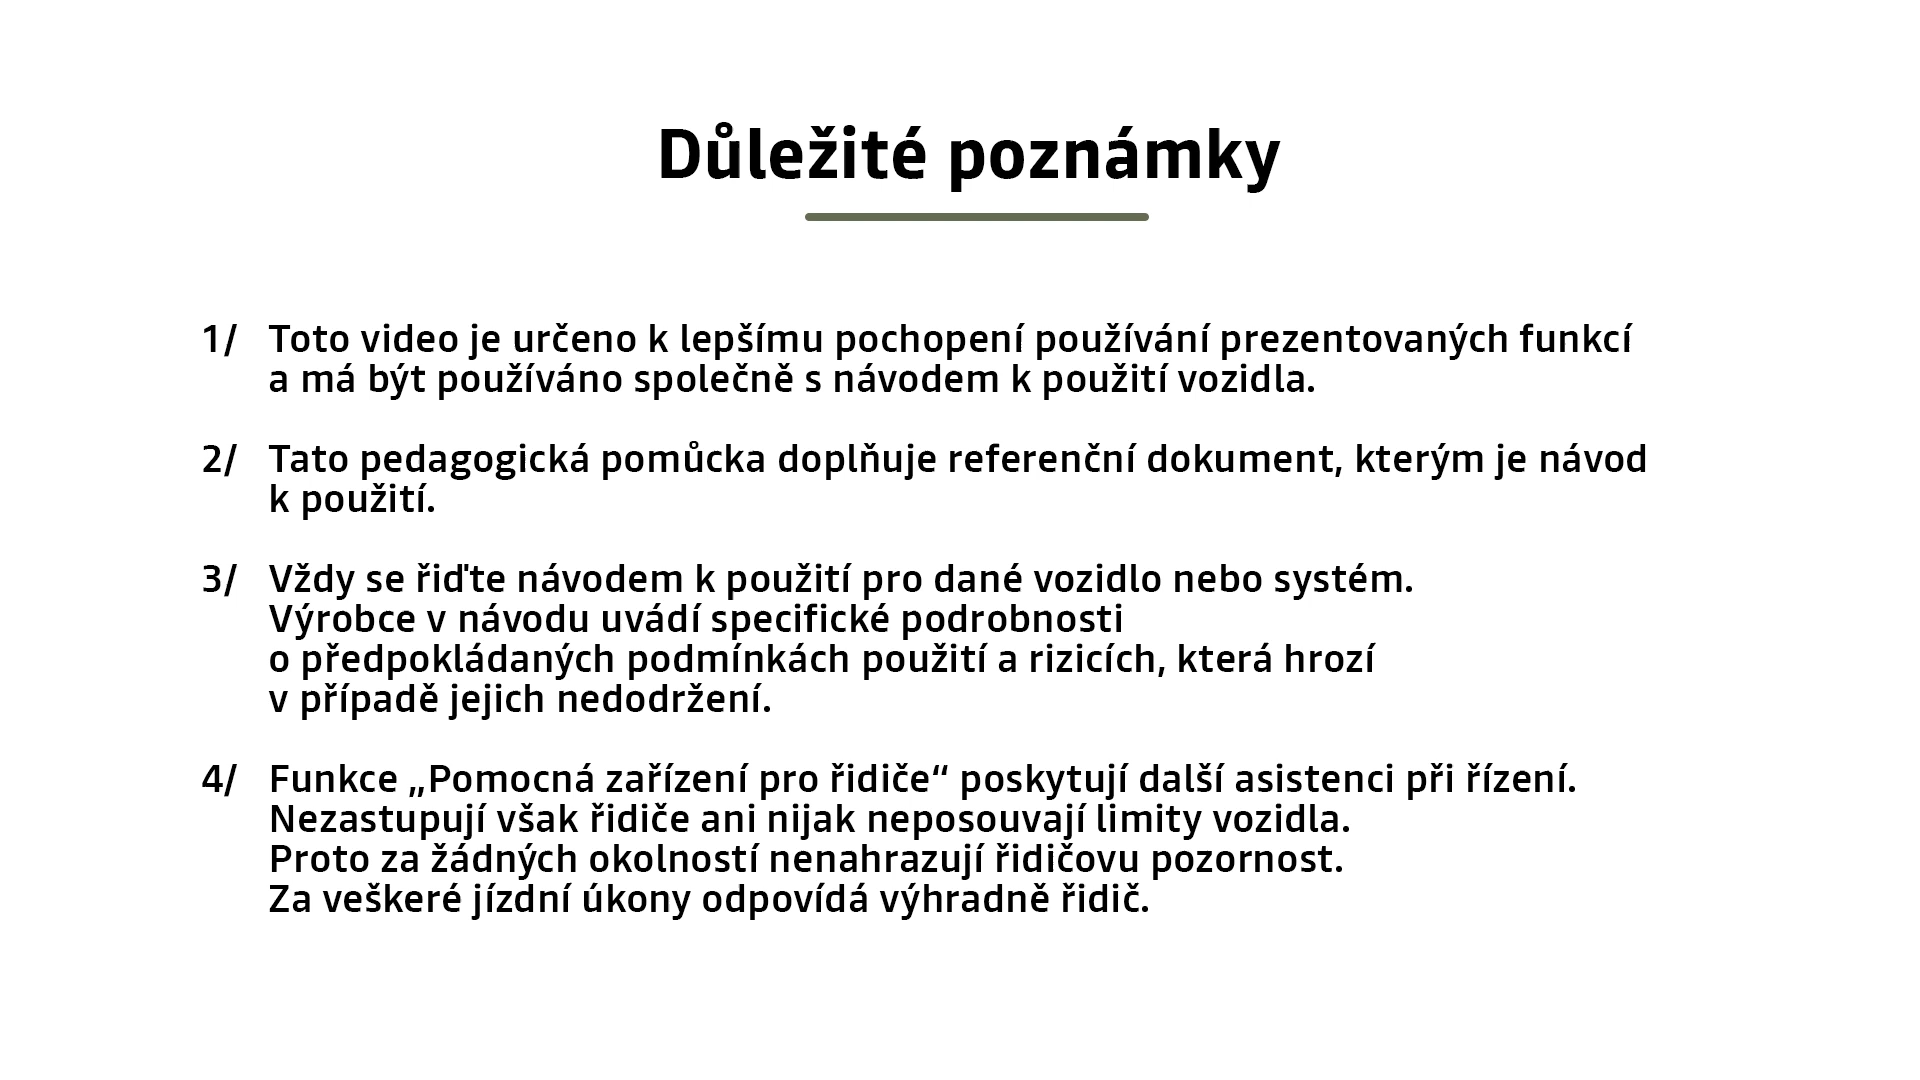 Důležité poznámky
1/ Toto video je určeno k lepšímu pochopení používání prezentovaných funkcí
a má být používáno společně s návodem k použití vozidla.
2/ Tato pedagogická pomůcka doplňuje referenční dokument, kterým je návod
k použití.
3/ Vždy se řiďte návodem k použití pro dané vozidlo nebo systém.
Výrobce v návodu uvádí specifické podrobnosti
o předpokládaných podmínkách použití a rizicích, která hrozí
v případě jejich nedodržení.
4/ Funkce „Pomocná zařízení pro řidiče“ poskytují další asistenci při řízení.
Nezastupují však řidiče ani nijak neposouvají limity vozidla.
Proto za žádných okolností nenahrazují řidičovu pozornost.
Za veškeré jízdní úkony odpovídá výhradně řidič.